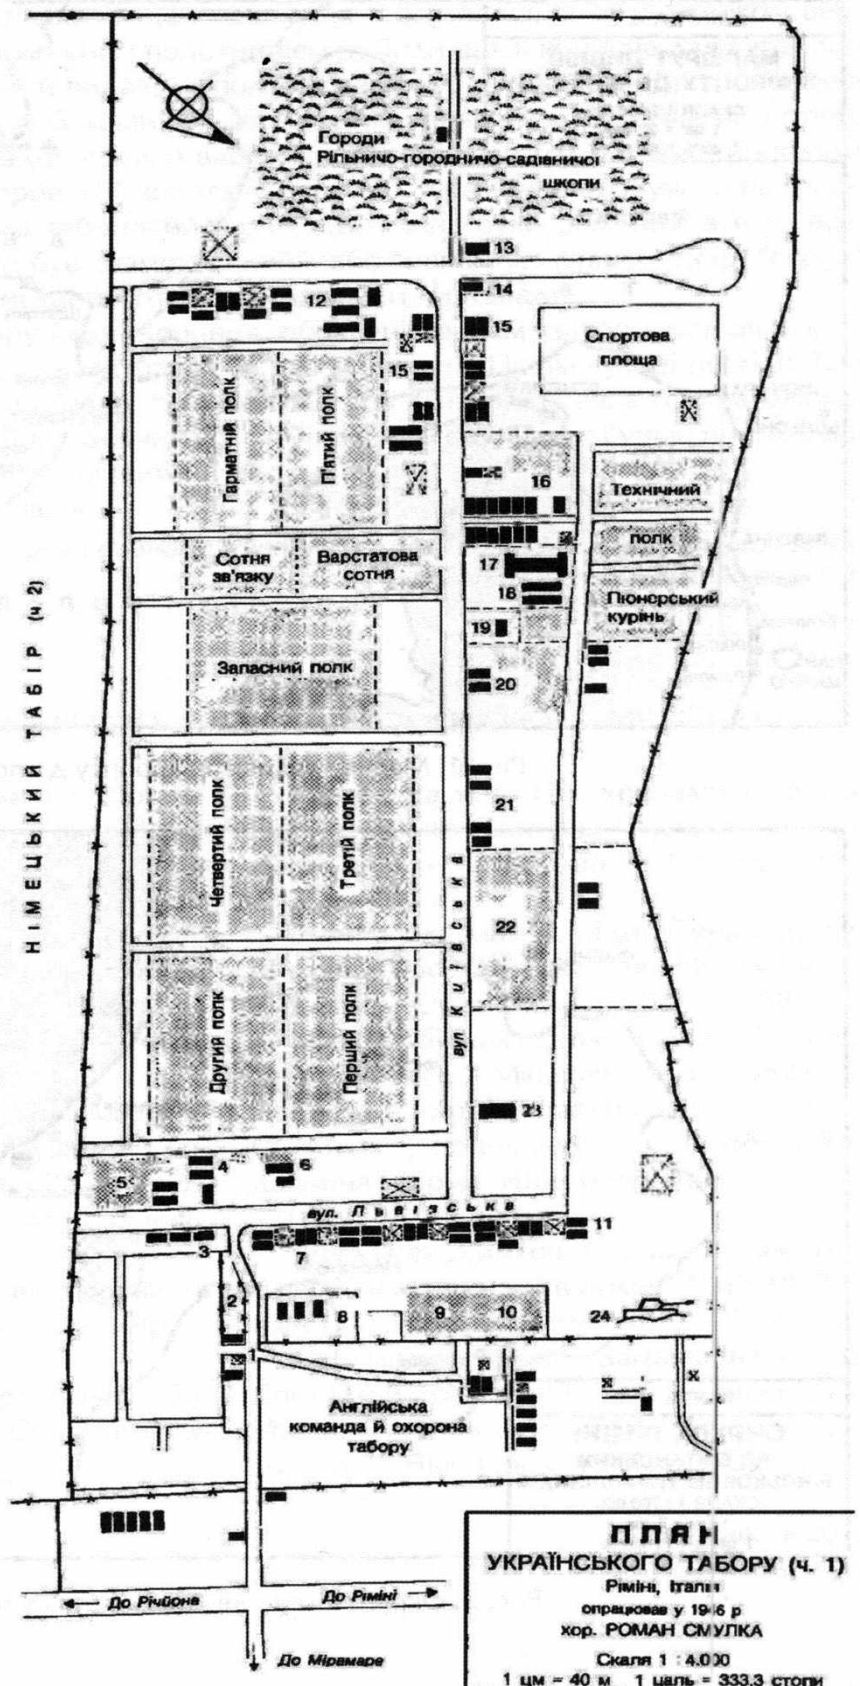 Городи
Рільничо-городничо-садівничої
школи
13
14
12
15
Спортова
площа
15
Гарматній полк
П'ятий полк
16
Технічний
полк
Сотня
зв'язку
Варстатова
сотня
17
18
Піонерський
курінь
19
Запасний полк
20
НІМЕЦЬКИЙ ТАБІР (ч. 2)
21
Четвертий полк
Третій полк
вул. КИЇВСЬКА
22
Другий полк
Перший полк
23
5
4
6
вул. ЛЬВІВСЬКА
3
7
11
2
8
9
10
24
1
Англійська
команда й охорона
табору
ПЛЯН
УКРАЇНСЬКОГО ТАБОРУ (ч. 1)
Ріміні, Італія
опрацював у 1946 р
хор. РОМАН СМУЛКА
Скаля 1 : 4.000
1 цм = 40 м 1 цаль = 333.3 стопи
До Річйона
До Ріміні
До Мірамаре